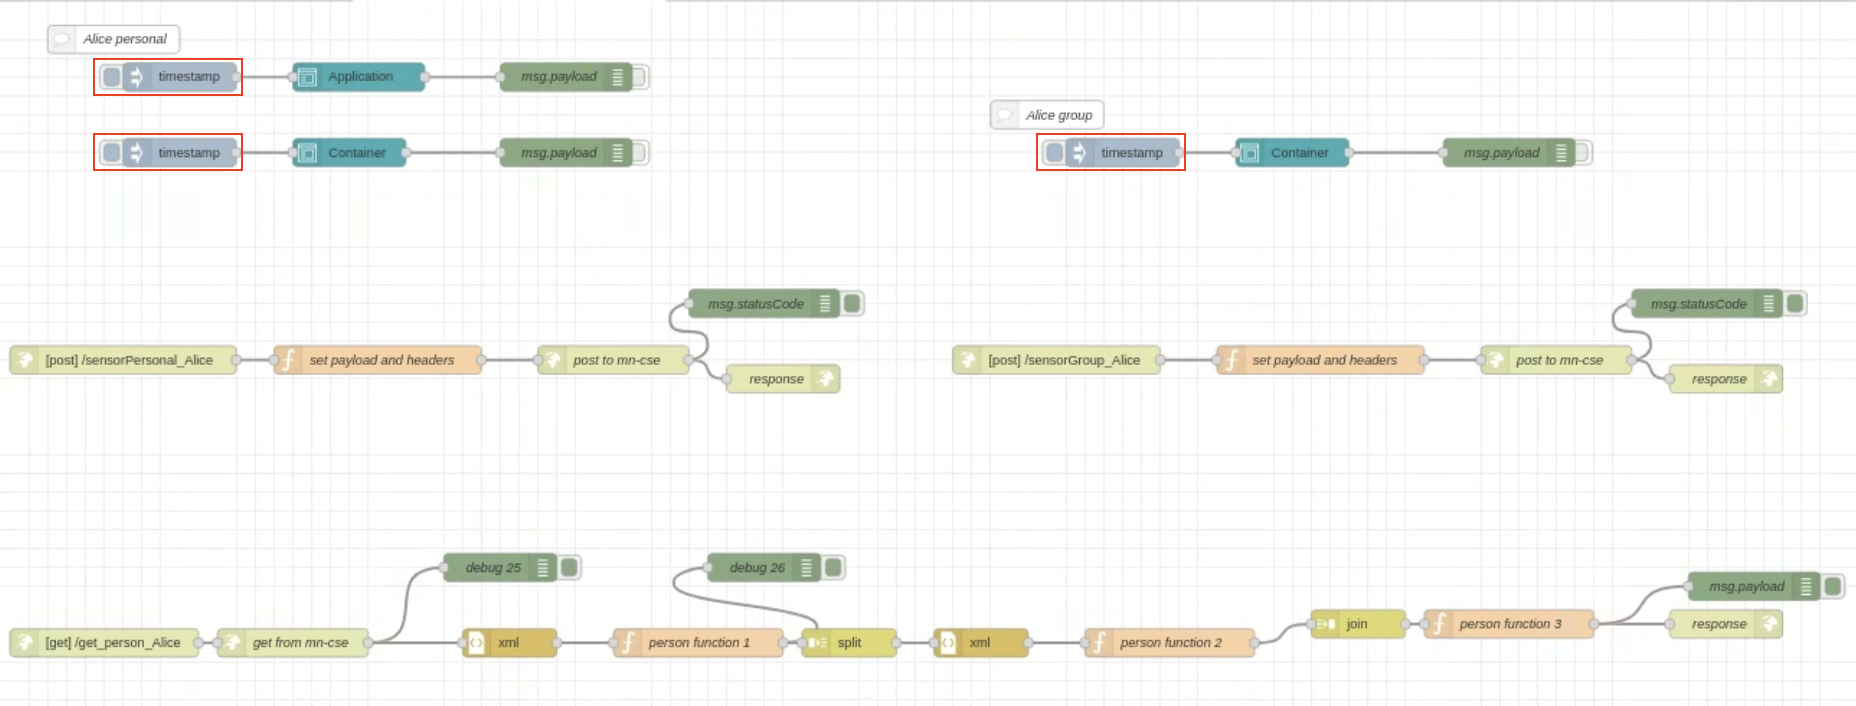 Alice personal
timestamp
Application
msg.payload
Alice group
timestamp
Container
msg.payload
timestamp
Container
msg.payload
msg.statusCode
msg.statusCode
[post] /sensorPersonal_Alice
set payload and headers
post to mn-cse
[post] /sensorGroup_Alice
set payload and headers
post to mn-cse
response
response
debug 25
debug 26
msg.payload
[get] /get_person_Alice
get from mn-cse
xml
person function 1
split
xml
person function 2
join
person function 3
response